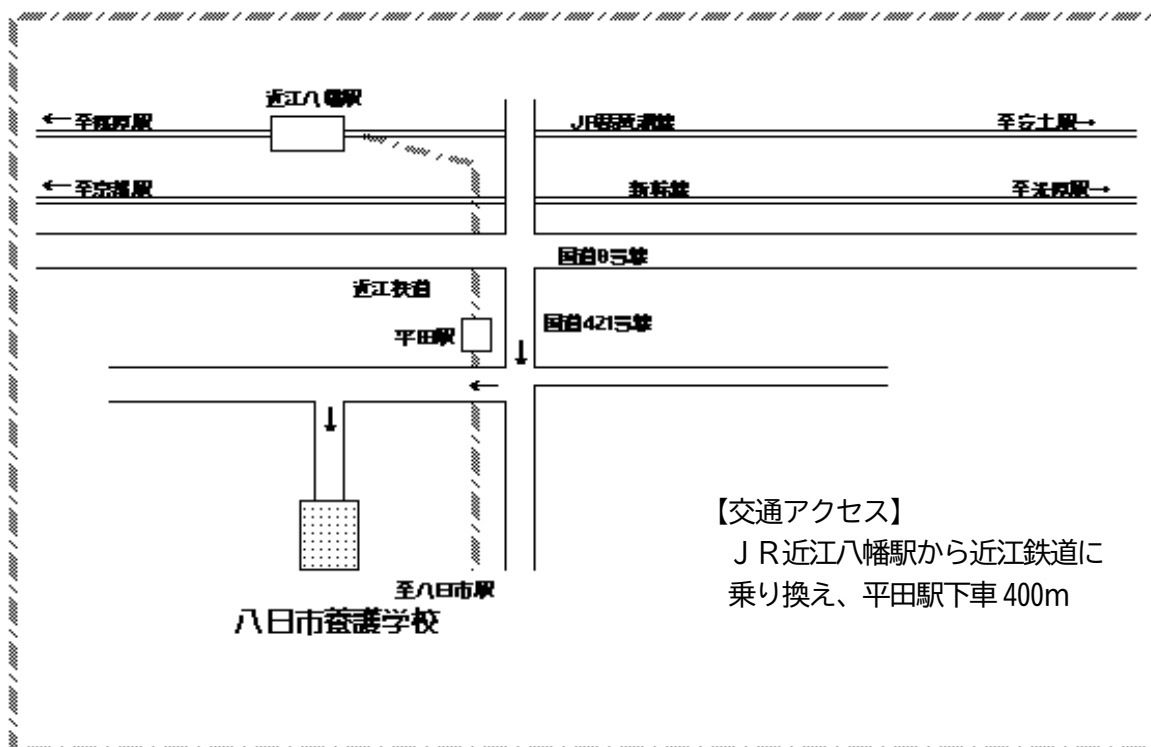 近江八幡駅
←至篠原駅
JR琵琶湖線
至安土駅→
←至京都駅
新幹線
至米原駅→
国道8号線
近江鉄道
国道421号線
平田駅
【交通アクセス】
ＪＲ近江八幡駅から近江鉄道に
乗り換え、平田駅下車 400m
至八日市駅
八日市養護学校